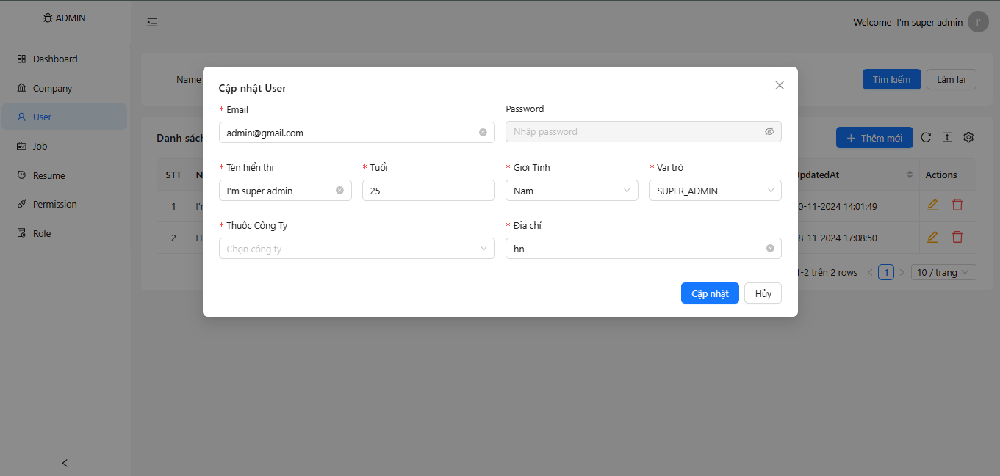 ADMIN
Welcome I'm super admin I'
Dashboard
Company
User
Job
Resume
Permission
Role
Name
Tìm kiếm
Làm lại
Danh sách
Thêm mới
STT
UpdatedAt
Actions
1 I'm
10-11-2024 14:01:49
2
8-11-2024 17:08:50
1-2 trên 2 rows
1
10 / trang
Cập nhật User
* Email
Password
admin@gmail.com
Nhập password
* Tên hiển thị
* Tuổi
* Giới Tính
* Vai trò
I'm super admin
25
Nam
SUPER_ADMIN
* Thuộc Công Ty
* Địa chỉ
Chọn công ty
hn
Cập nhật
Hủy